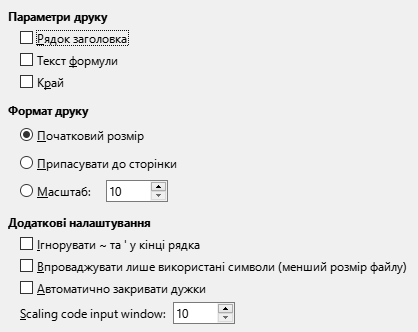 Параметри друку
Рядок заголовка
Текст формули
Край
Формат друку
Початковий розмір
Припасувати до сторінки
Масштаб: 10
Додаткові налаштування
Ігнорувати ~ та ' у кінці рядка
Впроваджувати лише використані символи (менший розмір файлу)
Автоматично закривати дужки
Scaling code input window: 10